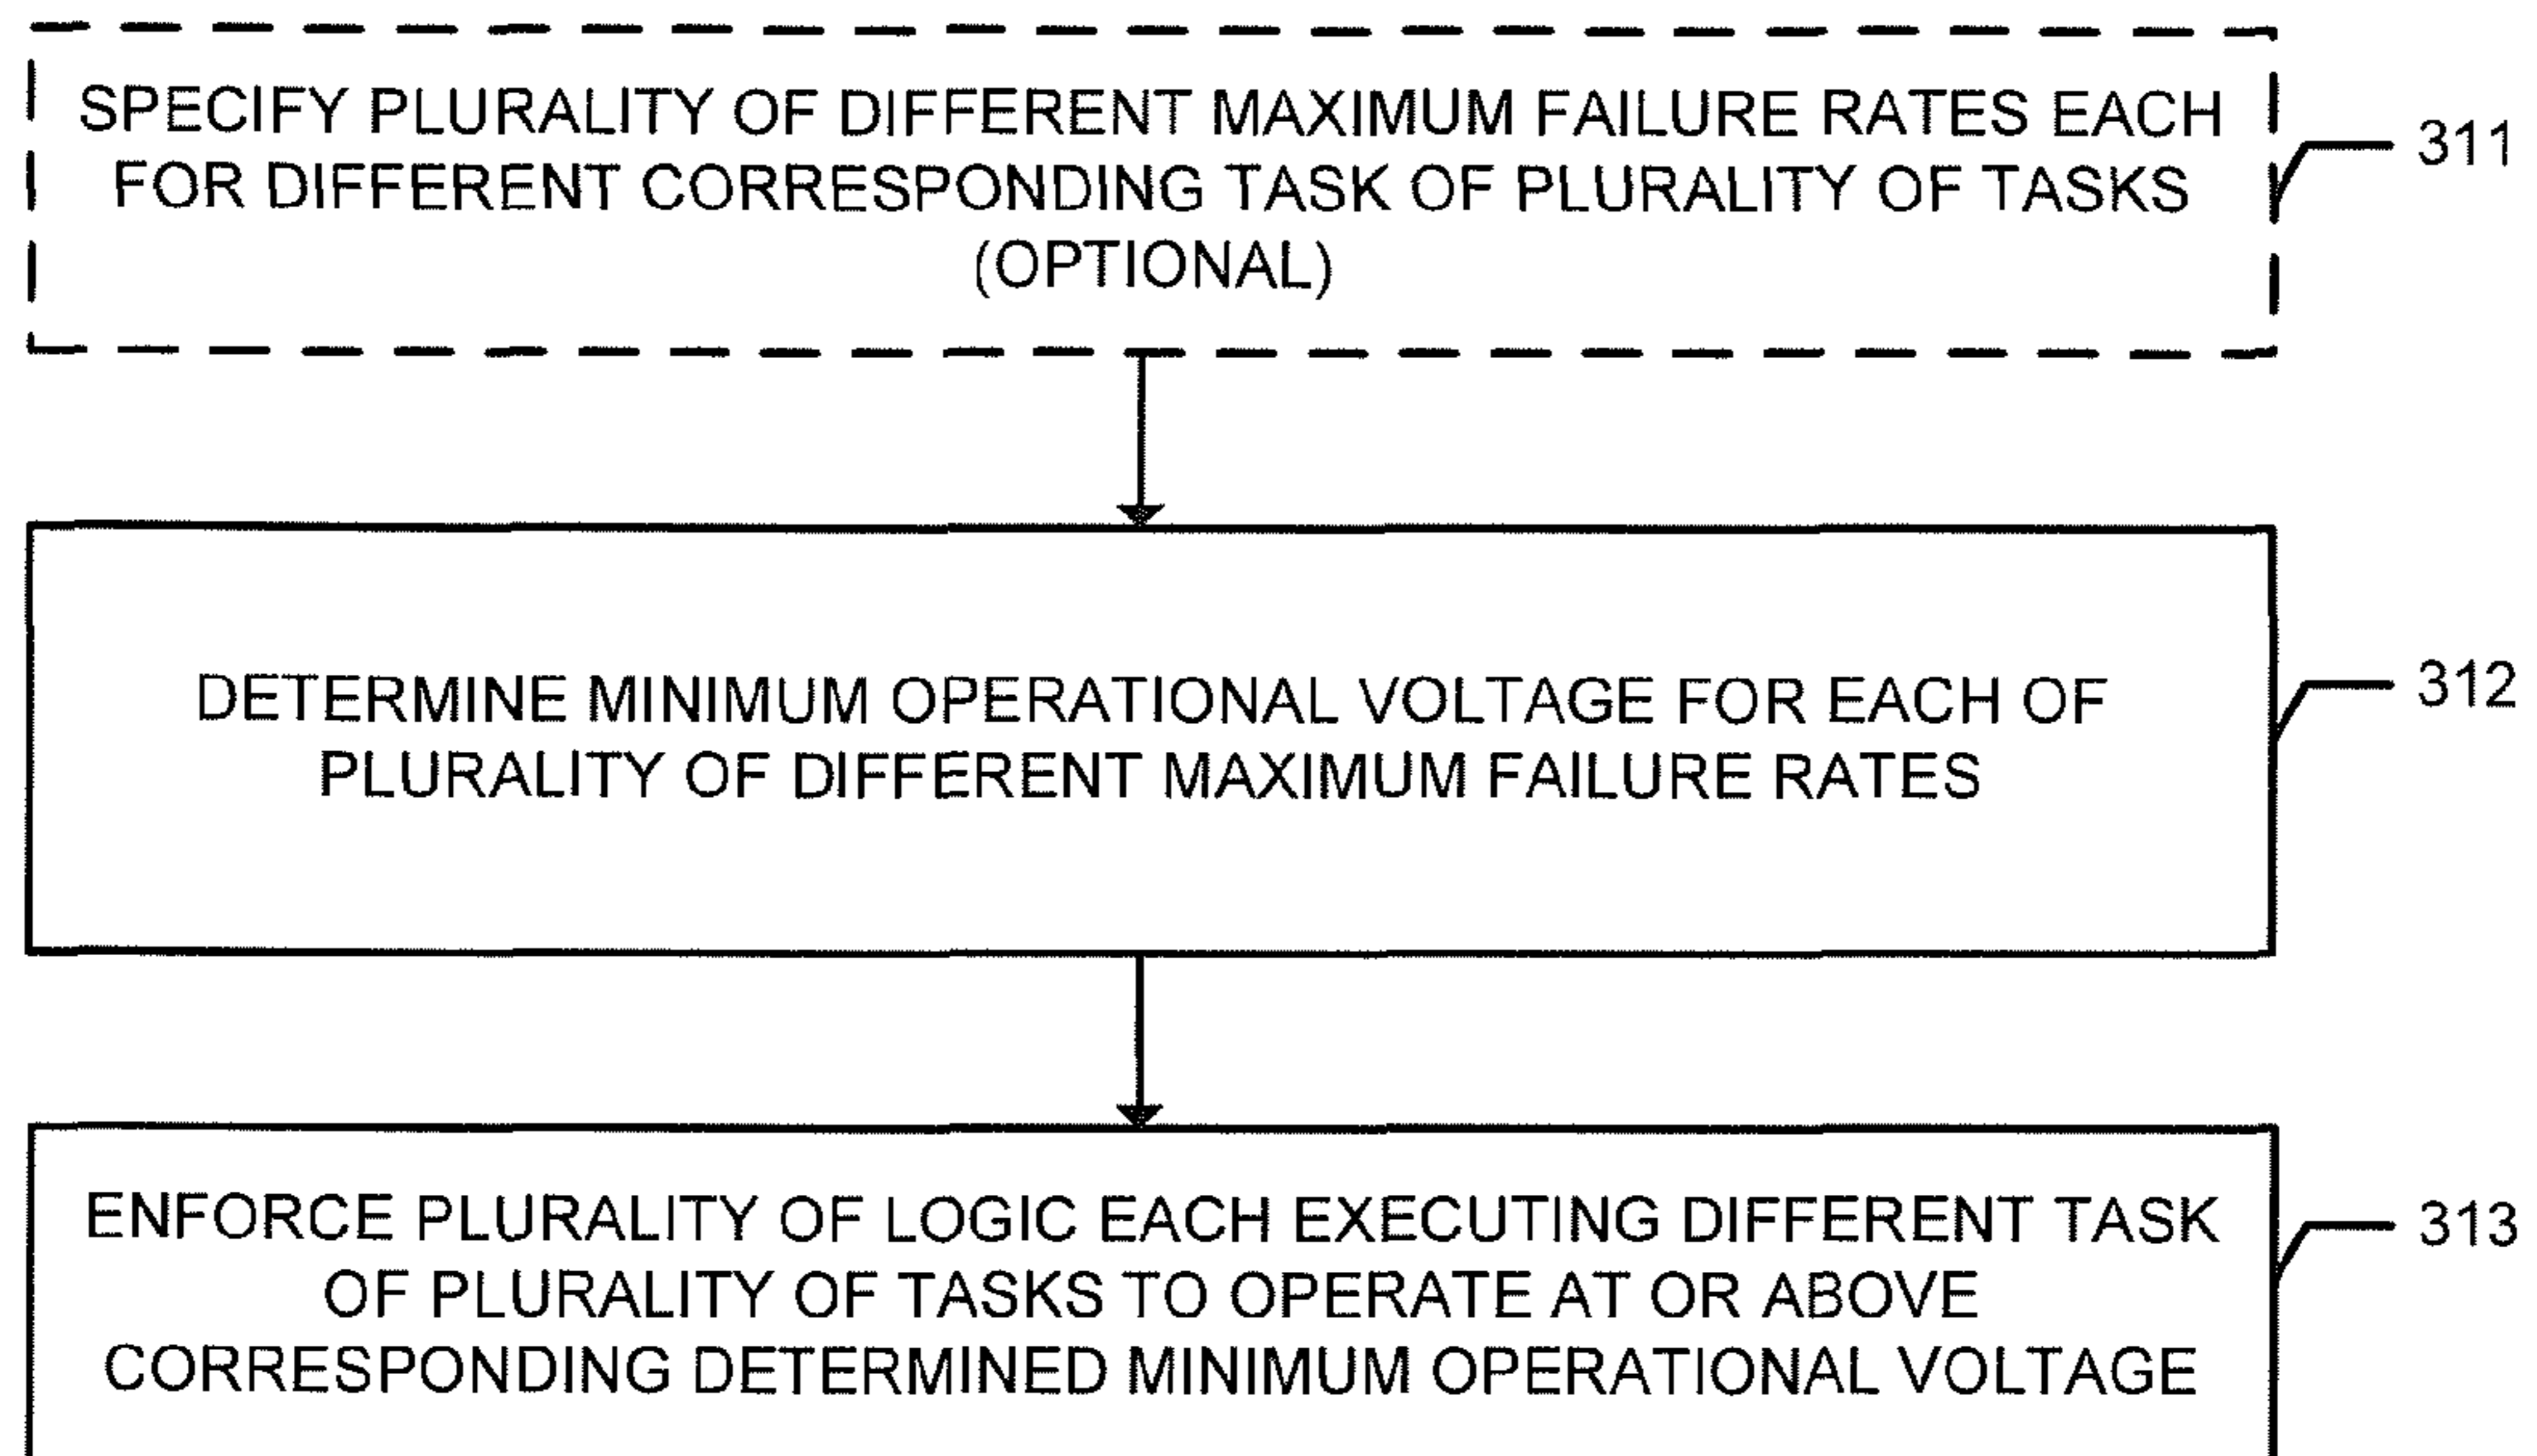 SPECIFY PLURALITY OF DIFFERENT MAXIMUM FAILURE RATES EACH
FOR DIFFERENT CORRESPONDING TASK OF PLURALITY OF TASKS
(OPTIONAL)
311
DETERMINE MINIMUM OPERATIONAL VOLTAGE FOR EACH OF
PLURALITY OF DIFFERENT MAXIMUM FAILURE RATES
312
ENFORCE PLURALITY OF LOGIC EACH EXECUTING DIFFERENT TASK
OF PLURALITY OF TASKS TO OPERATE AT OR ABOVE
CORRESPONDING DETERMINED MINIMUM OPERATIONAL VOLTAGE
313